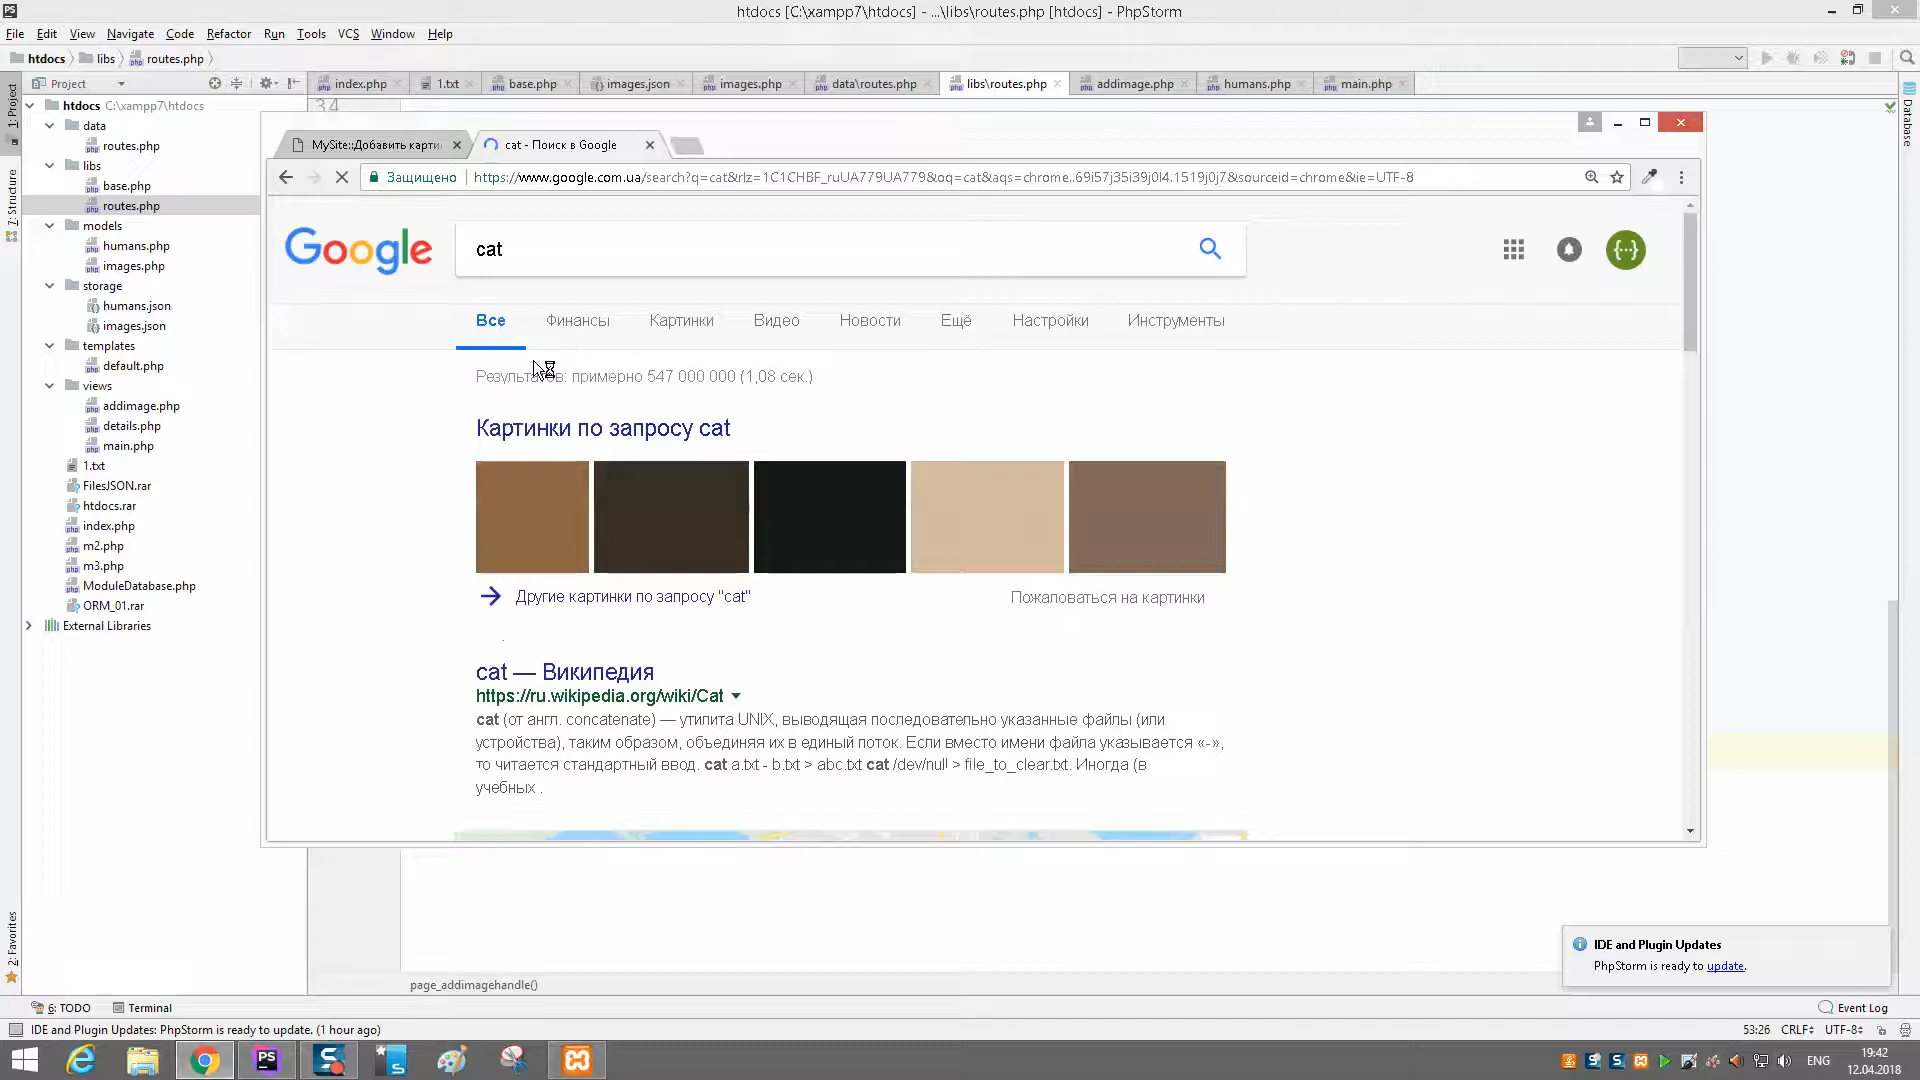 htdocs [C:\xampp7\htdocs] - ...\libs\routes.php [htdocs] - PhpStorm
File Edit View Navigate Code Refactor Run Tools VCS Window Help
htdocs libs routes.php
Project
index.php 1.txt base.php images.json images.php data\routes.php libs\routes.php addimage.php humans.php main.php
34
1: Project
7: Structure
2: Favorites
Database
htdocs C:\xampp7\htdocs
data
routes.php
libs
base.php
routes.php
models
humans.php
images.php
storage
humans.json
images.json
templates
default.php
views
addimage.php
details.php
main.php
1.txt
FilesJSON.rar
htdocs.rar
index.php
m2.php
m3.php
ModuleDatabase.php
ORM_01.rar
External Libraries
MySite::Добавить карти
cat - Поиск в Google
Защищено
https://www.google.com.ua/search?q=cat&rlz=1C1CHBF_ruUA779UA779&oq=cat&aqs=chrome..69i57j35i39j0l4.1519j0j7&sourceid=chrome&ie=UTF-8
Google
cat
Все Финансы Картинки Видео Новости Ещё Настройки Инструменты
примерно 547 000 000 (1,08 сек.)
Картинки по запросу cat
Другие картинки по запросу "cat"
Пожаловаться на картинки
cat — Википедия
https://ru.wikipedia.org/wiki/Cat
cat (от англ. concatenate) — утилита UNIX, выводящая последовательно указанные файлы (или
устройства), таким образом, объединяя их в единый поток. Если вместо имени файла указывается «-»,
то читается стандартный ввод. cat a.txt - b.txt > abc.txt cat /dev/null > file_to_clear.txt. Иногда (в
учебных .
IDE and Plugin Updates
PhpStorm is ready to update.
page_addimagehandle()
6: TODO Terminal Event Log
IDE and Plugin Updates: PhpStorm is ready to update. (1 hour ago)
53:26 CRLF UTF-8
ENG
19:42
12.04.2018